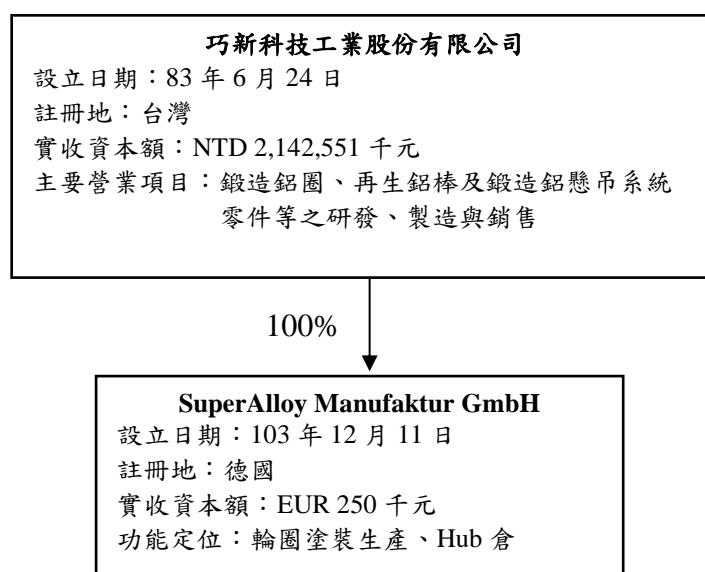 巧新科技工業股份有限公司
設立日期：83 年 6 月 24 日
註冊地：台灣
實收資本額：NTD 2,142,551 千元
主要營業項目：鍛造鋁圈、再生鋁棒及鍛造鋁懸吊系統
零件等之研發、製造與銷售
100%
SuperAlloy Manufaktur GmbH
設立日期：103 年 12 月 11 日
註冊地：德國
實收資本額：EUR 250 千元
功能定位：輪圈塗裝生產、Hub 倉